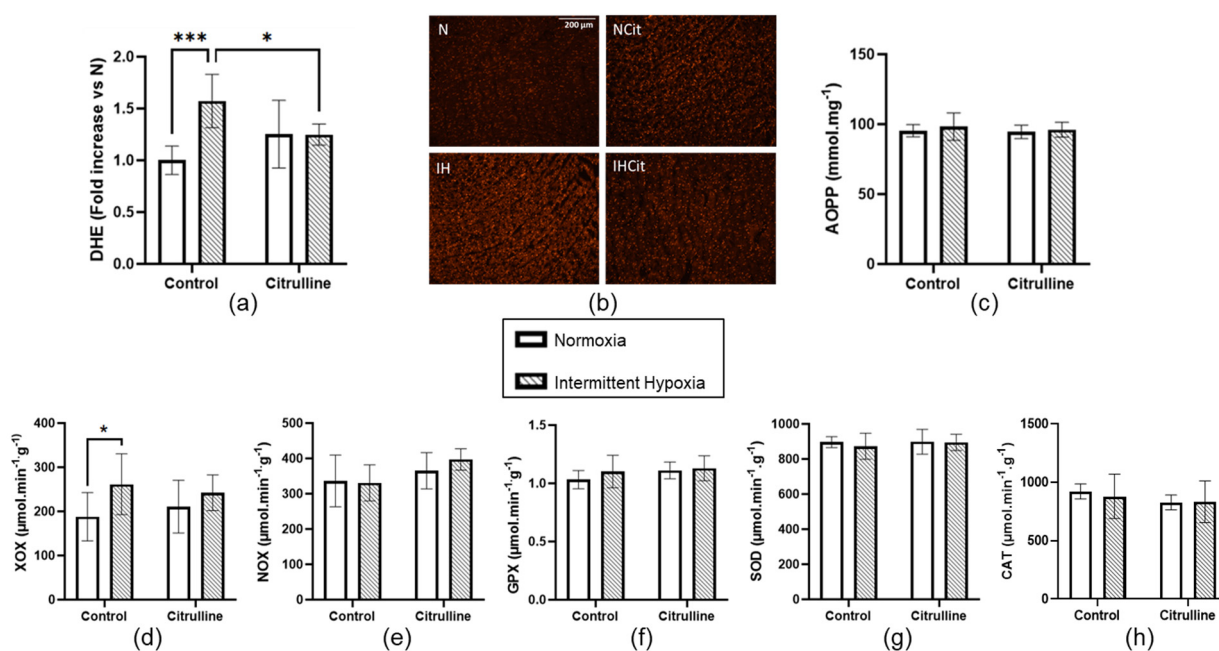 ***
*
DHE (Fold increase vs N)
2.0
1.5
1.0
0.5
0.0
Control
Citrulline
(a)
N
200 µm
NCit
IH
IHCit
(b)
AOPP (mmol.mg⁻¹)
150
100
50
0
Control
Citrulline
(c)
Normoxia
Intermittent Hypoxia
*
XOX (µmol.min⁻¹.g⁻¹)
400
300
200
100
0
Control
Citrulline
(d)
NOX (µmol.min⁻¹.g⁻¹)
500
400
300
200
100
0
Control
Citrulline
(e)
GPX (µmol.min⁻¹.g⁻¹)
1.5
1.0
0.5
0.0
Control
Citrulline
(f)
SOD (µmol.min⁻¹.g⁻¹)
1000
800
600
400
200
0
Control
Citrulline
(g)
CAT (µmol.min⁻¹.g⁻¹)
1500
1000
500
0
Control
Citrulline
(h)